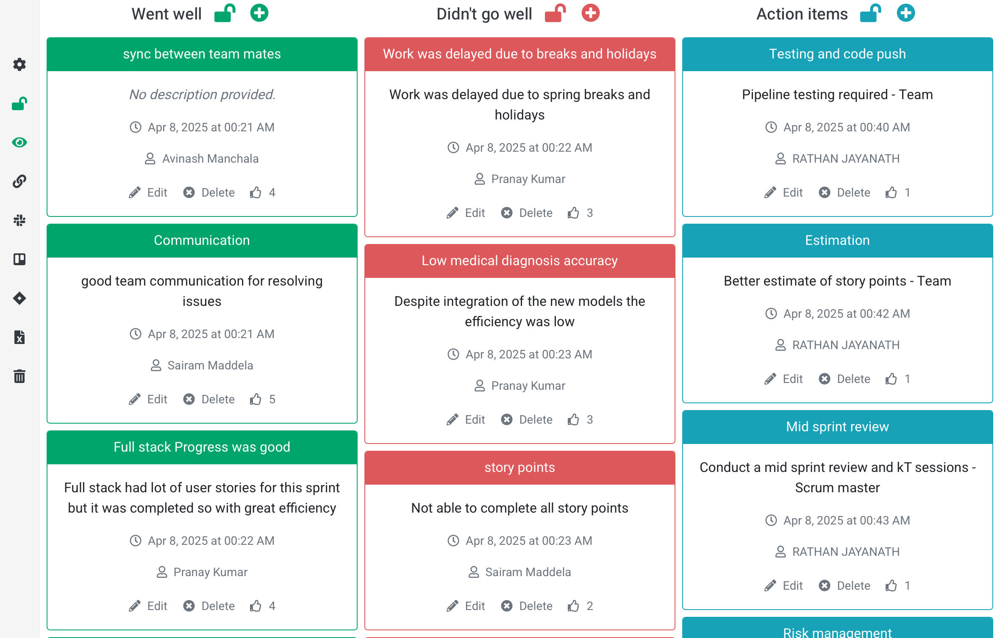 Went well
sync between team mates
No description provided.
Apr 8, 2025 at 00:21 AM
Avinash Manchala
Edit Delete 4
Communication
good team communication for resolving
issues
Apr 8, 2025 at 00:21 AM
Sairam Maddela
Edit Delete 5
Full stack Progress was good
Full stack had lot of user stories for this sprint
but it was completed so with great efficiency
Apr 8, 2025 at 00:22 AM
Pranay Kumar
Edit Delete 4
Didn't go well
Work was delayed due to breaks and holidays
Work was delayed due to spring breaks and
holidays
Apr 8, 2025 at 00:22 AM
Pranay Kumar
Edit Delete 3
Low medical diagnosis accuracy
Despite integration of the new models the
efficiency was low
Apr 8, 2025 at 00:23 AM
Pranay Kumar
Edit Delete 3
story points
Not able to complete all story points
Apr 8, 2025 at 00:23 AM
Sairam Maddela
Edit Delete 2
Action items
Testing and code push
Pipeline testing required - Team
Apr 8, 2025 at 00:40 AM
RATHAN JAYANATH
Edit Delete 1
Estimation
Better estimate of story points - Team
Apr 8, 2025 at 00:42 AM
RATHAN JAYANATH
Edit Delete 1
Mid sprint review
Conduct a mid sprint review and kT sessions -
Scrum master
Apr 8, 2025 at 00:43 AM
RATHAN JAYANATH
Edit Delete 1
Risk management